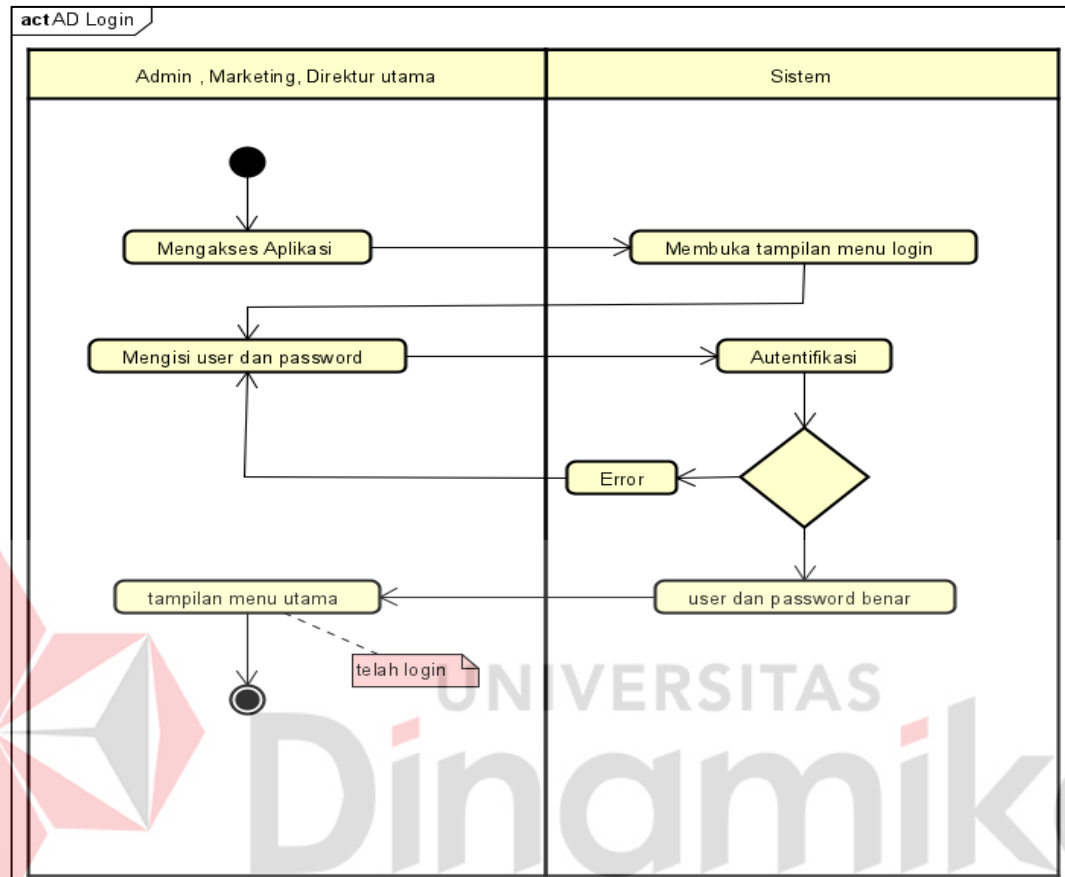 act AD Login
Admin , Marketing, Direktur utama
Sistem
Mengakses Aplikasi
Membuka tampilan menu login
Mengisi user dan password
Autentifikasi
Error
tampilan menu utama
user dan password benar
telah login
UNIVERSITAS
Dinamika